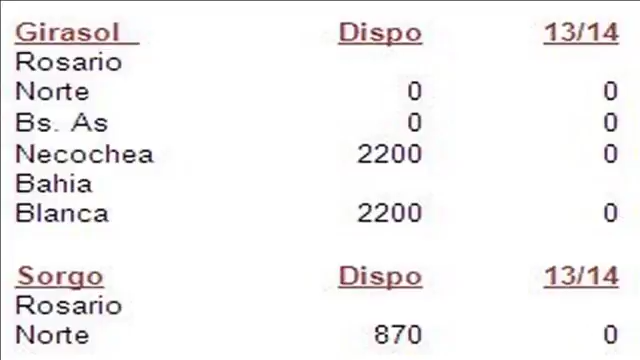 Girasol Dispo 13/14
Rosario
Norte 0 0
Bs. As 0 0
Necochea 2200 0
Bahia
Blanca 2200 0
Sorgo Dispo 13/14
Rosario
Norte 870 0